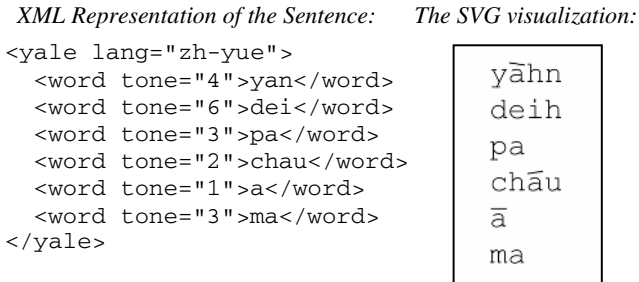 XML Representation of the Sentence:
<yale lang="zh-yue">
<word tone="4">yan</word>
<word tone="6">dei</word>
<word tone="3">pa</word>
<word tone="2">chau</word>
<word tone="1">a</word>
<word tone="3">ma</word>
</yale>
The SVG visualization:
yāhn
deih
pa
chāu
ā
ma